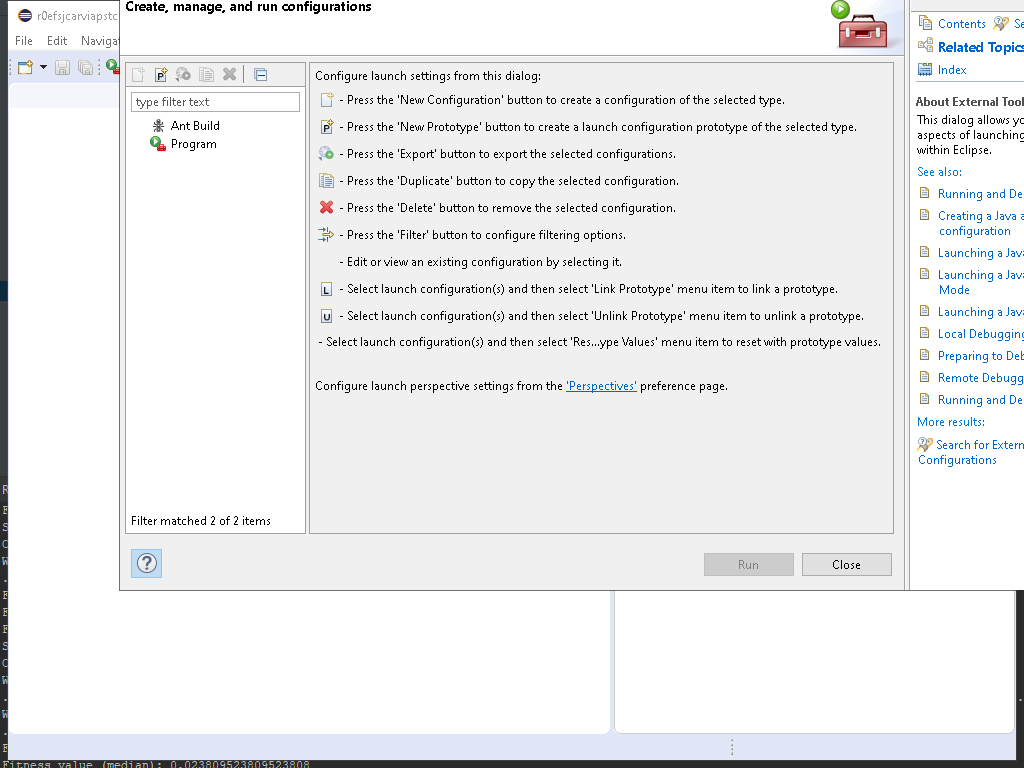 Create, manage, and run configurations
r0efsjcarviapstc
File Edit Naviga
type filter text
Ant Build
Program
Filter matched 2 of 2 items
Configure launch settings from this dialog:
- Press the 'New Configuration' button to create a configuration of the selected type.
- Press the 'New Prototype' button to create a launch configuration prototype of the selected type.
- Press the 'Export' button to export the selected configurations.
- Press the 'Duplicate' button to copy the selected configuration.
- Press the 'Delete' button to remove the selected configuration.
- Press the 'Filter' button to configure filtering options.
- Edit or view an existing configuration by selecting it.
L - Select launch configuration(s) and then select 'Link Prototype' menu item to link a prototype.
U - Select launch configuration(s) and then select 'Unlink Prototype' menu item to unlink a prototype.
- Select launch configuration(s) and then select 'Res...ype Values' menu item to reset with prototype values.
Configure launch perspective settings from the 'Perspectives' preference page.
?
Run
Close
Contents Se
Related Topics
Index
About External Tool
This dialog allows yo
aspects of launching
within Eclipse.
See also:
Running and De
Creating a Java a
configuration
Launching a Jav
Launching a Jav
Mode
Launching a Java
Local Debugging
Preparing to Deb
Remote Debugg
Running and De
More results:
Search for Extern
Configurations
Fitness value (median): 0.023809523809523808